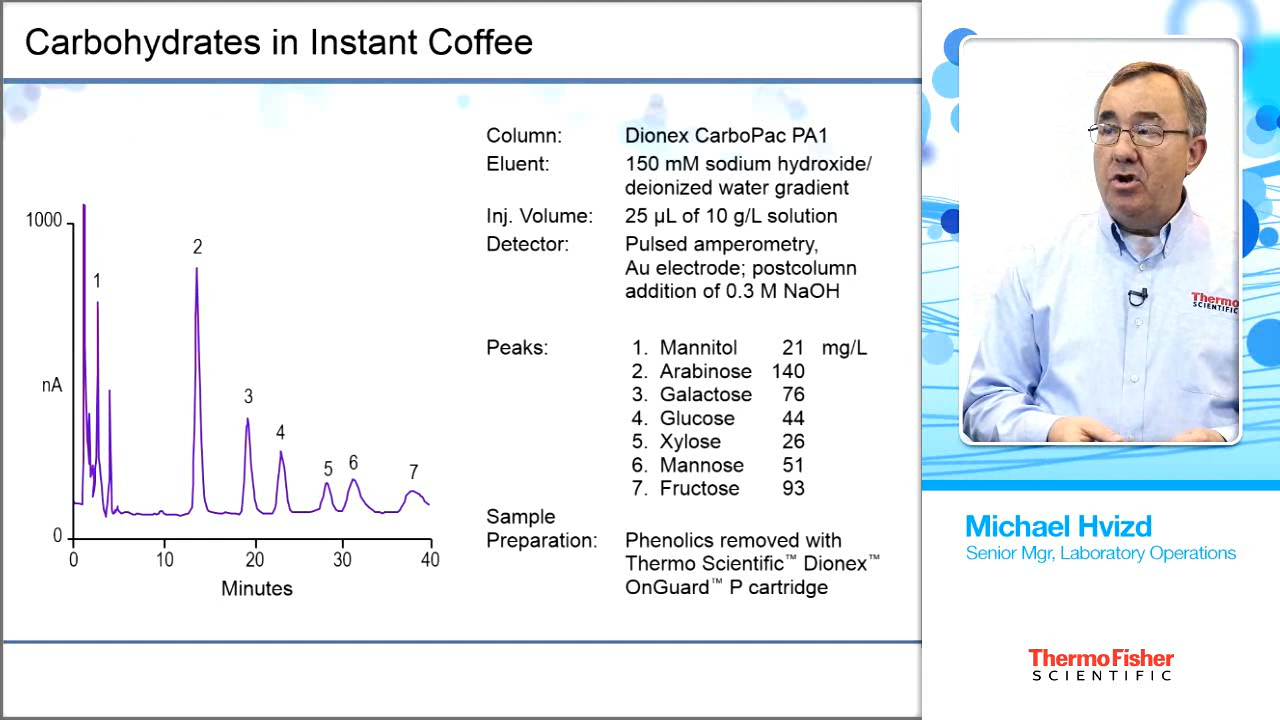 Carbohydrates in Instant Coffee
1000
nA
0
0 10 20 30 40
Minutes
1
2
3
4
5
6
7
Column: Dionex CarboPac PA1
Eluent: 150 mM sodium hydroxide/
deionized water gradient
Inj. Volume: 25 µL of 10 g/L solution
Detector: Pulsed amperometry,
Au electrode; postcolumn
addition of 0.3 M NaOH
Peaks: 1. Mannitol 21 mg/L
2. Arabinose 140
3. Galactose 76
4. Glucose 44
5. Xylose 26
6. Mannose 51
7. Fructose 93
Sample
Preparation: Phenolics removed with
Thermo Scientific™ Dionex™
OnGuard™ P cartridge
Thermo
SCIENTIFIC
Michael Hvizd
Senior Mgr, Laboratory Operations
ThermoFisher
SCIENTIFIC